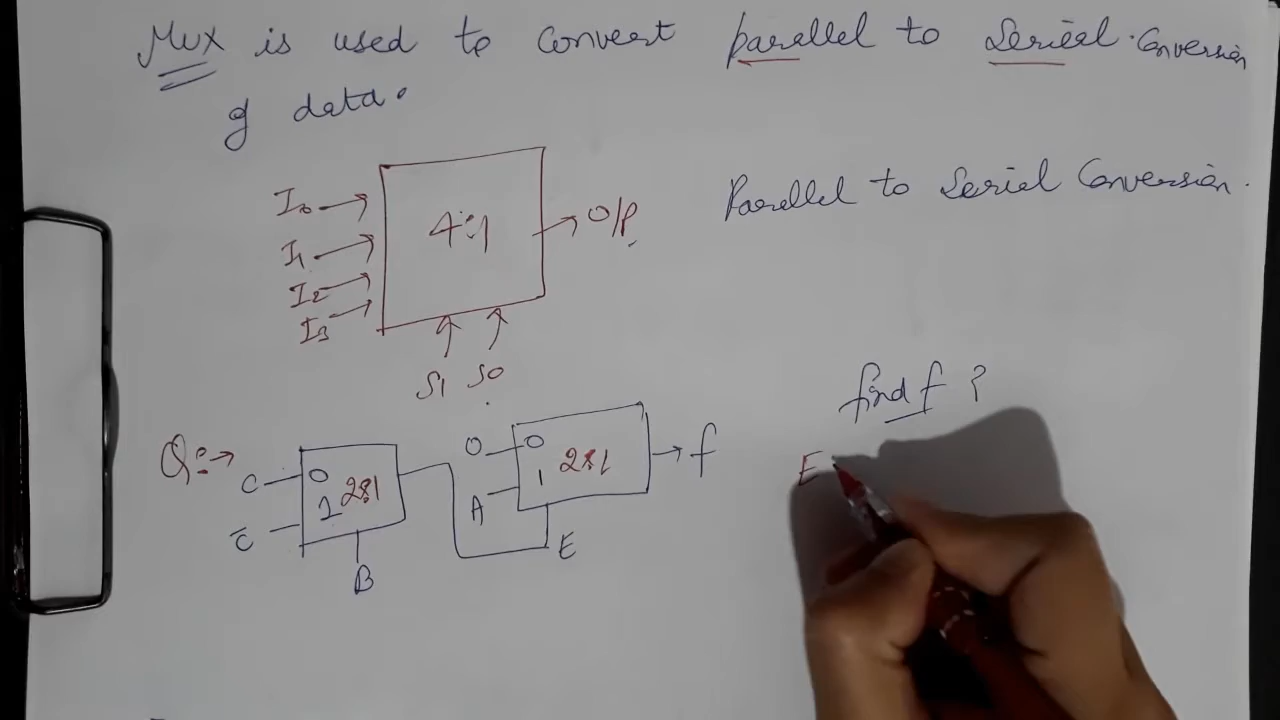 Mux is used to convert parallel to Serieal Conversion
of data.
Parallel to Serial Conversion.
I0
I1
I2
I3
4:1
O/P
S1 S0
find f ?
Q:→
C
C̅
0
1
2:1
B
0
A
0
1
2:1
E
f
E